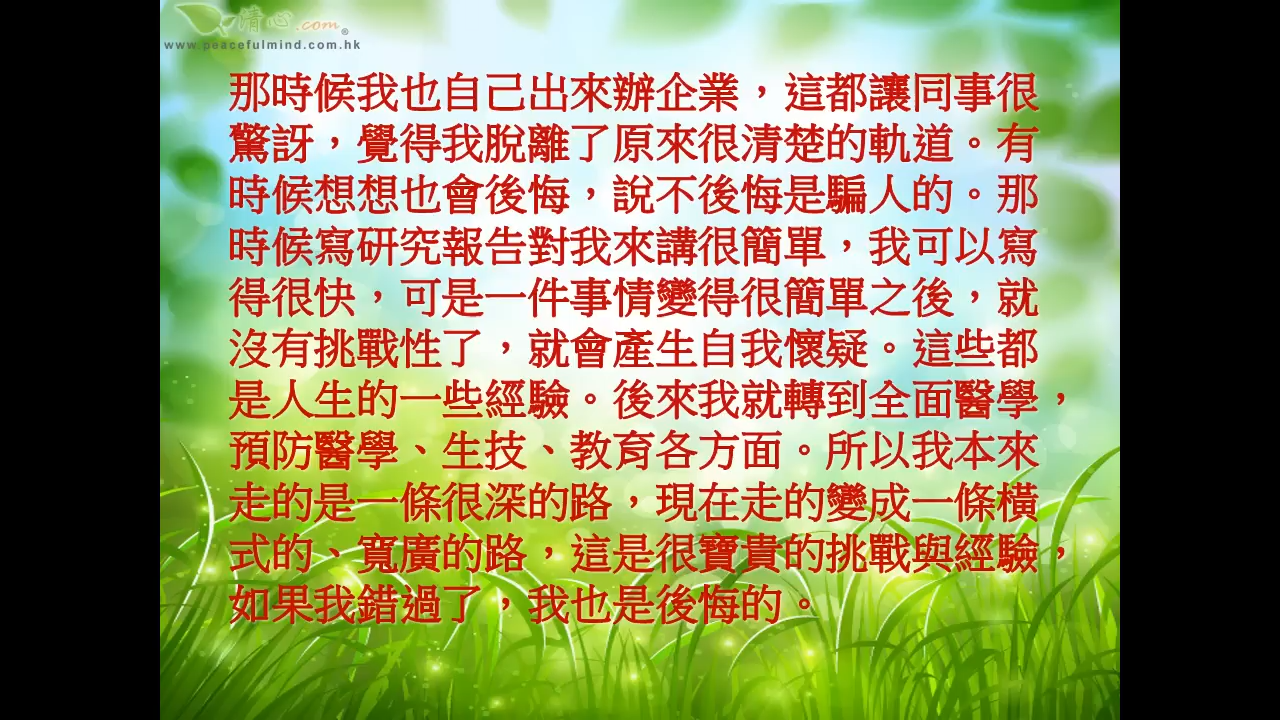 清心.com®
www.peacefulmind.com.hk
那時候我也自己出來辦企業，這都讓同事很
驚訝，覺得我脫離了原來很清楚的軌道。有
時候想想也會後悔，說不後悔是騙人的。那
時候寫研究報告對我來講很簡單，我可以寫
得很快，可是一件事情變得很簡單之後，就
沒有挑戰性了，就會產生自我懷疑。這些都
是人生的一些經驗。後來我就轉到全面醫學，
預防醫學、生技、教育各方面。所以我本來
走的是一條很深的路，現在走的變成一條橫
式的、寬廣的路，這是很寶貴的挑戰與經驗，
如果我錯過了，我也是後悔的。